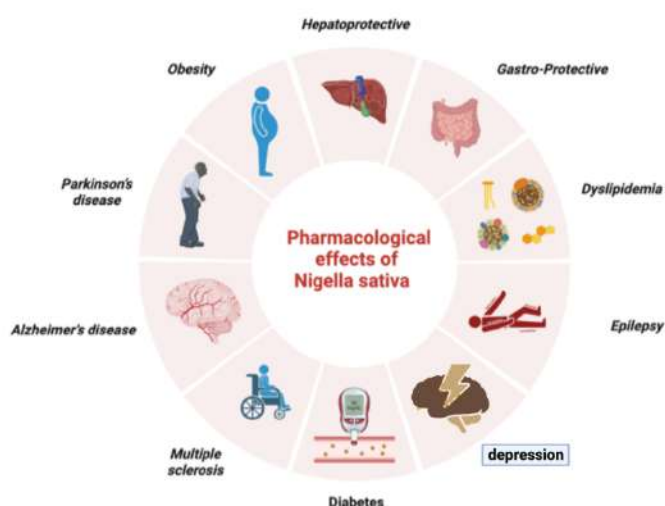 Hepatoprotective
Obesity
Gastro-Protective
Parkinson's
disease
Dyslipidemia
Pharmacological
effects of
Nigella sativa
Alzheimer's disease
Epilepsy
Multiple
sclerosis
depression
Diabetes